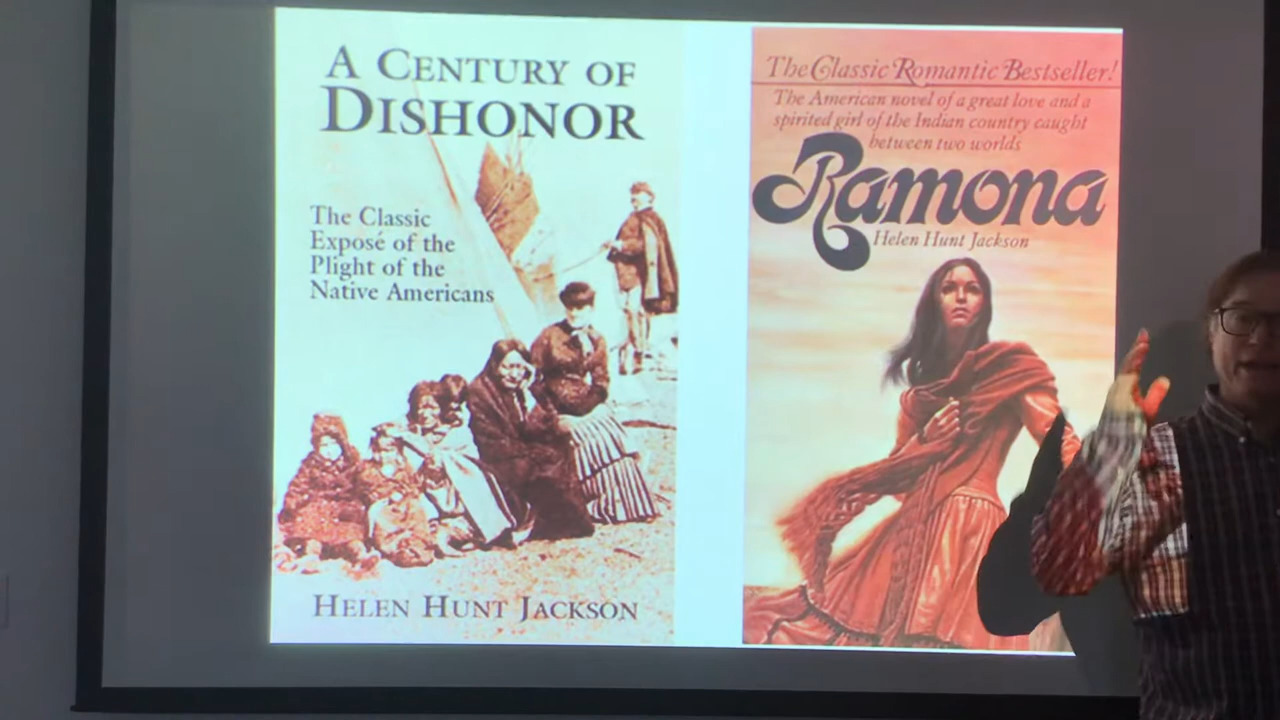 A CENTURY OF
DISHONOR
The Classic
Exposé of the
Plight of the
Native Americans
HELEN HUNT JACKSON
The Classic Romantic Bestseller!
The American novel of a great love and a
spirited girl of the Indian country caught
between two worlds
Ramona
Helen Hunt Jackson